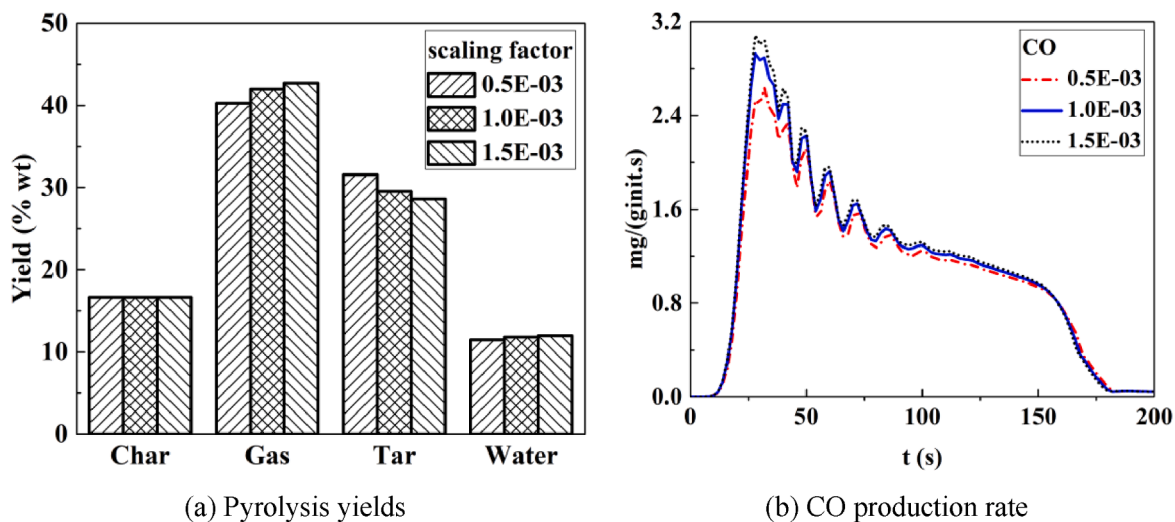 50
40
30
20
10
0
Yield (% wt)
scaling factor
0.5E-03
1.0E-03
1.5E-03
Char Gas Tar Water
(a) Pyrolysis yields
3.2
2.4
1.6
0.8
0.0
mg/(ginit.s)
CO
0.5E-03
1.0E-03
1.5E-03
0 50 100 150 200
t (s)
(b) CO production rate